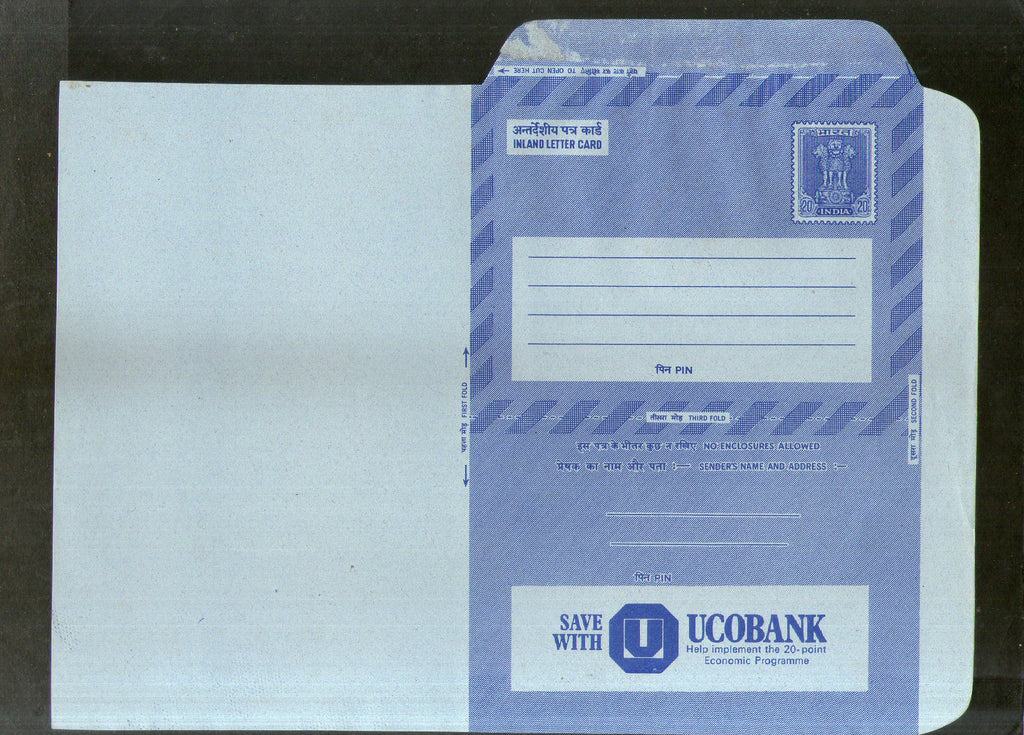 यहाँ काट कर खोलिए TO OPEN CUT HERE
अन्तर्देशीय पत्र कार्ड
INLAND LETTER CARD
भारत
20 20
INDIA
पिन PIN
पहला मोड़ FIRST FOLD
दूसरा मोड़ SECOND FOLD
तीसरा मोड़ THIRD FOLD
इस पत्र के भीतर कुछ न रखिए NO ENCLOSURES ALLOWED
प्रेषक का नाम और पता :— SENDER'S NAME AND ADDRESS :—
पिन PIN
SAVE WITH
U
UCOBANK
Help implement the 20-point
Economic Programme